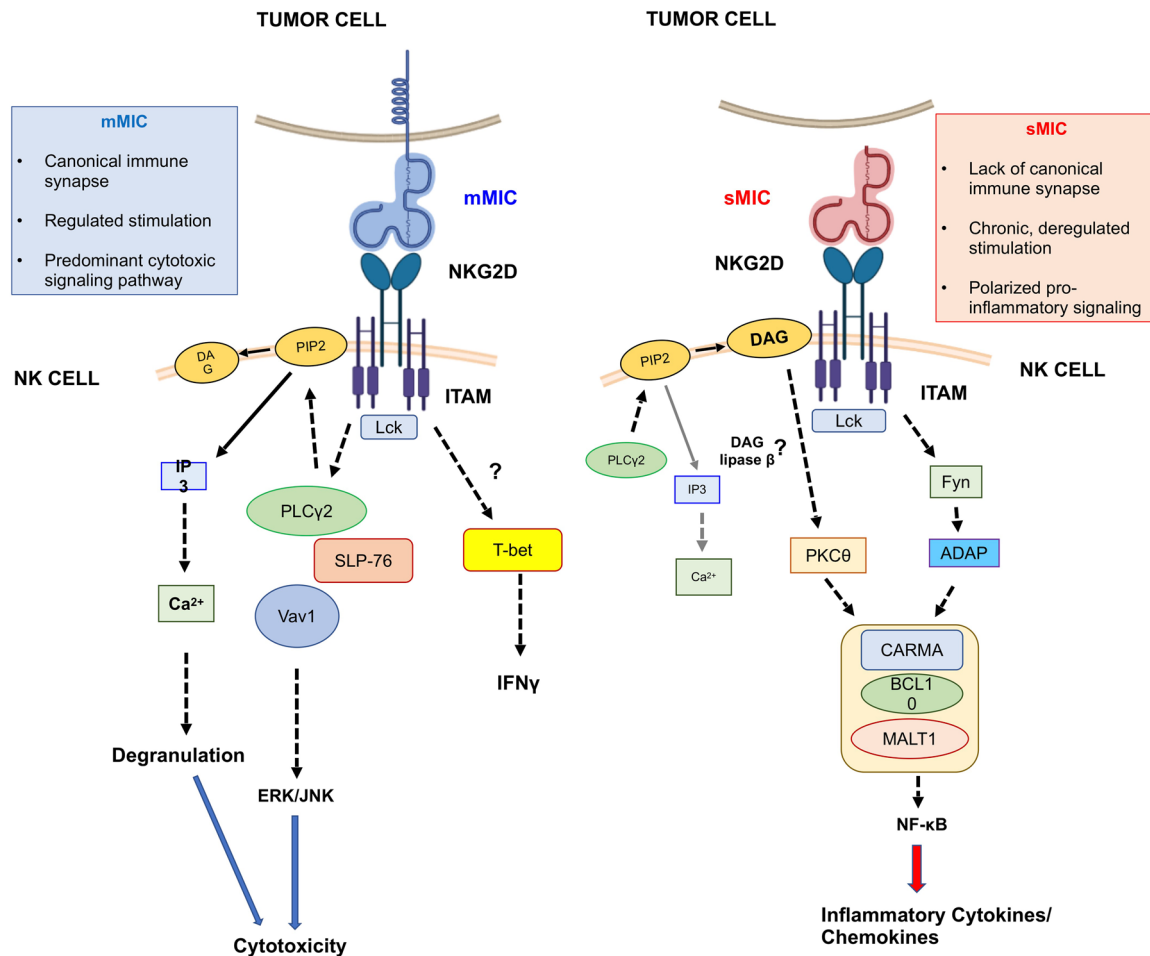 TUMOR CELL
mMIC
• Canonical immune
synapse
• Regulated stimulation
• Predominant cytotoxic
signaling pathway
mMIC
NKG2D
DA
G
PIP2
NK CELL
ITAM
Lck
IP
3
?
PLCγ2
SLP-76
T-bet
Ca²⁺
Vav1
IFNγ
Degranulation
ERK/JNK
Cytotoxicity
TUMOR CELL
sMIC
• Lack of canonical
immune synapse
• Chronic, deregulated
stimulation
• Polarized pro-
inflammatory signaling
sMIC
NKG2D
DAG
PIP2
NK CELL
ITAM
Lck
DAG
lipase β
?
PLCγ2
IP3
Fyn
PKCθ
ADAP
Ca²⁺
CARMA
BCL1
0
MALT1
NF-κB
Inflammatory Cytokines/
Chemokines